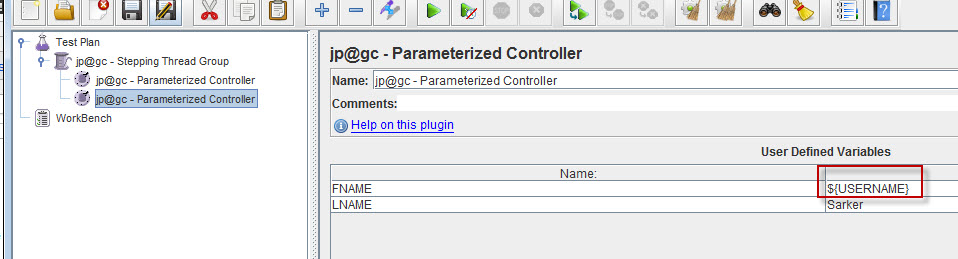 Test Plan
jp@gc - Stepping Thread Group
jp@gc - Parameterized Controller
jp@gc - Parameterized Controller
WorkBench
jp@gc - Parameterized Controller
Name: jp@gc - Parameterized Controller
Comments:
Help on this plugin
User Defined Variables
Name:
FNAME ${USERNAME}
LNAME Sarker